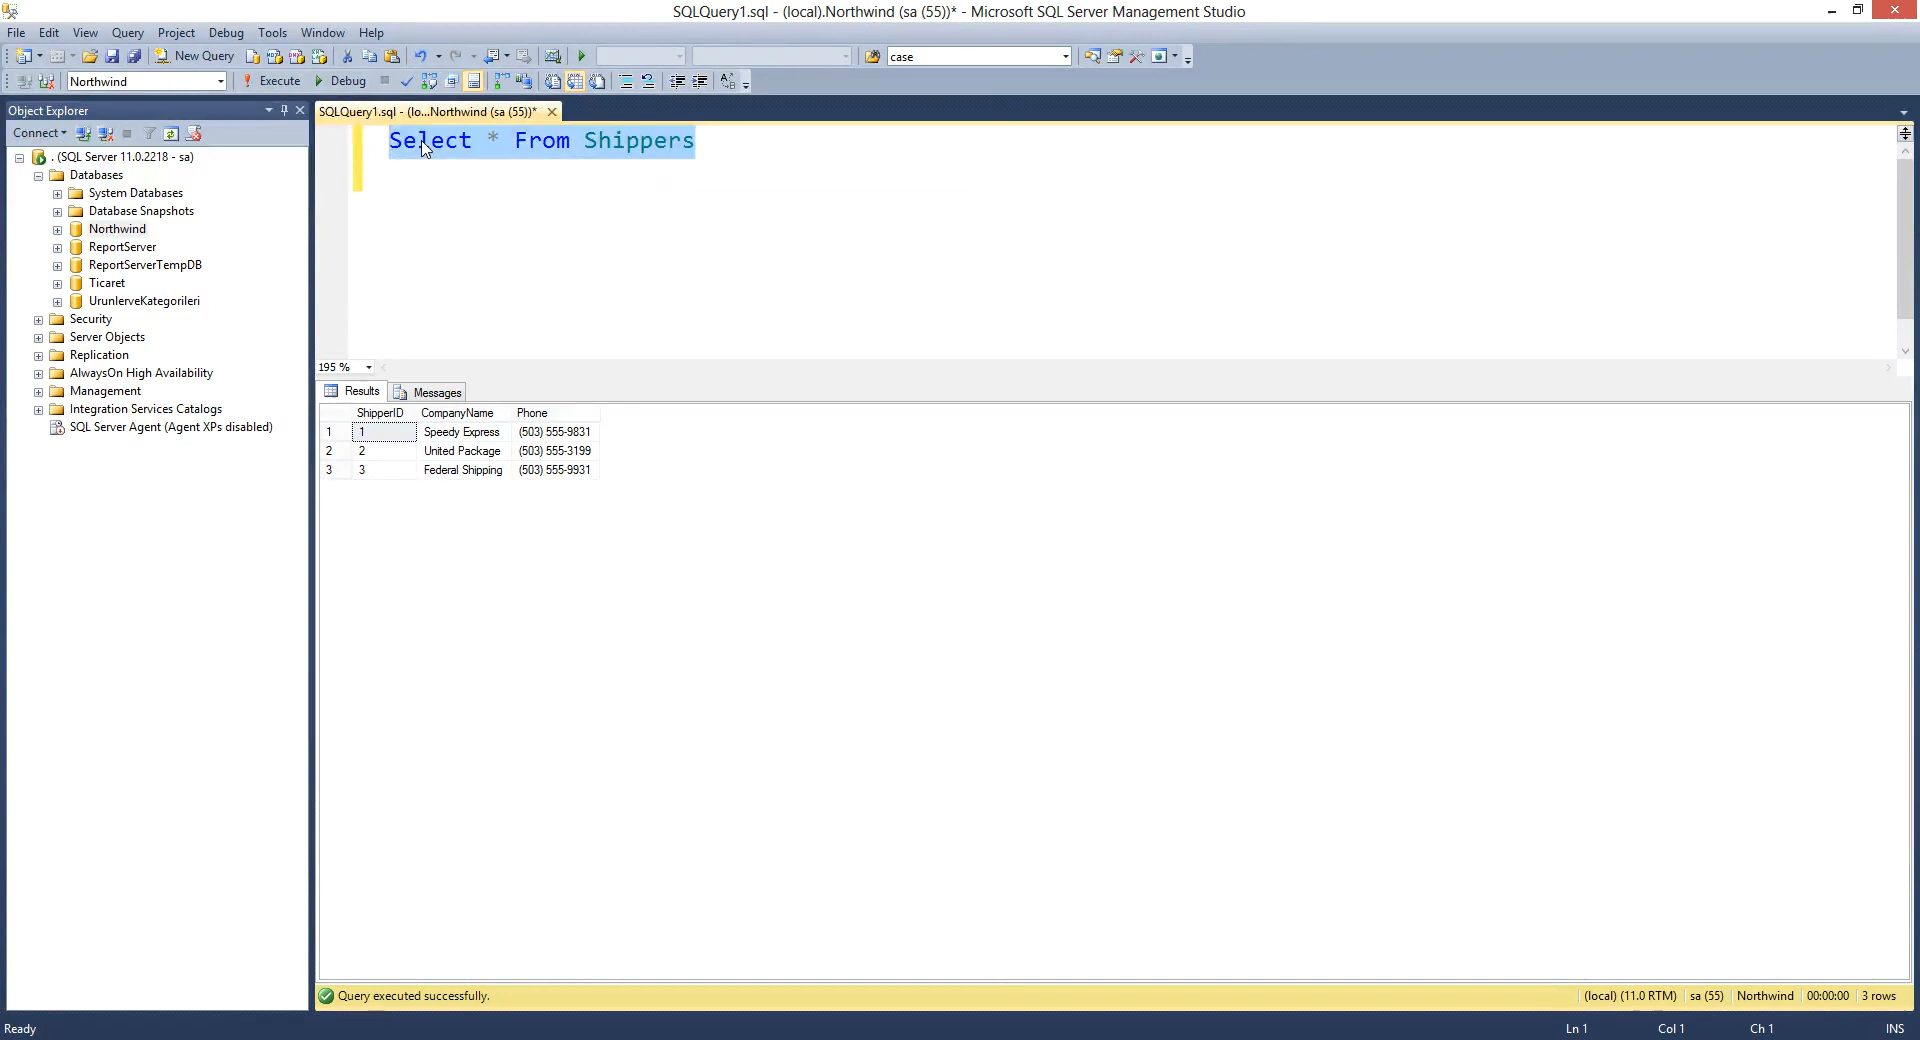 SQLQuery1.sql - (local).Northwind (sa (55))* - Microsoft SQL Server Management Studio
File Edit View Query Project Debug Tools Window Help
New Query case
Northwind Execute Debug
Object Explorer
Connect
. (SQL Server 11.0.2218 - sa)
Databases
System Databases
Database Snapshots
Northwind
ReportServer
ReportServerTempDB
Ticaret
UrunlerveKategorileri
Security
Server Objects
Replication
AlwaysOn High Availability
Management
Integration Services Catalogs
SQL Server Agent (Agent XPs disabled)
SQLQuery1.sql - (lo...Northwind (sa (55))*
Select * From Shippers
195 %
Results Messages
ShipperID CompanyName Phone
1 1 Speedy Express (503) 555-9831
2 2 United Package (503) 555-3199
3 3 Federal Shipping (503) 555-9931
Query executed successfully. (local) (11.0 RTM) sa (55) Northwind 00:00:00 3 rows
Ready Ln 1 Col 1 Ch 1 INS